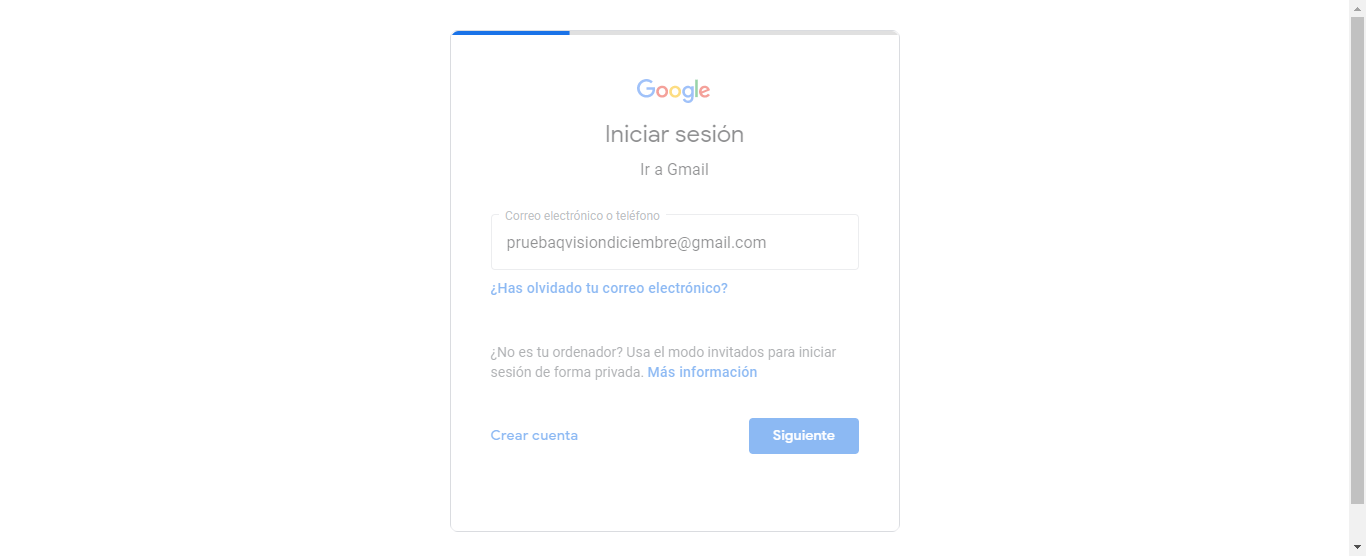 Google
Iniciar sesión
Ir a Gmail
Correo electrónico o teléfono
pruebaqvisiondiciembre@gmail.com
¿Has olvidado tu correo electrónico?
¿No es tu ordenador? Usa el modo invitados para iniciar
sesión de forma privada. Más información
Crear cuenta
Siguiente